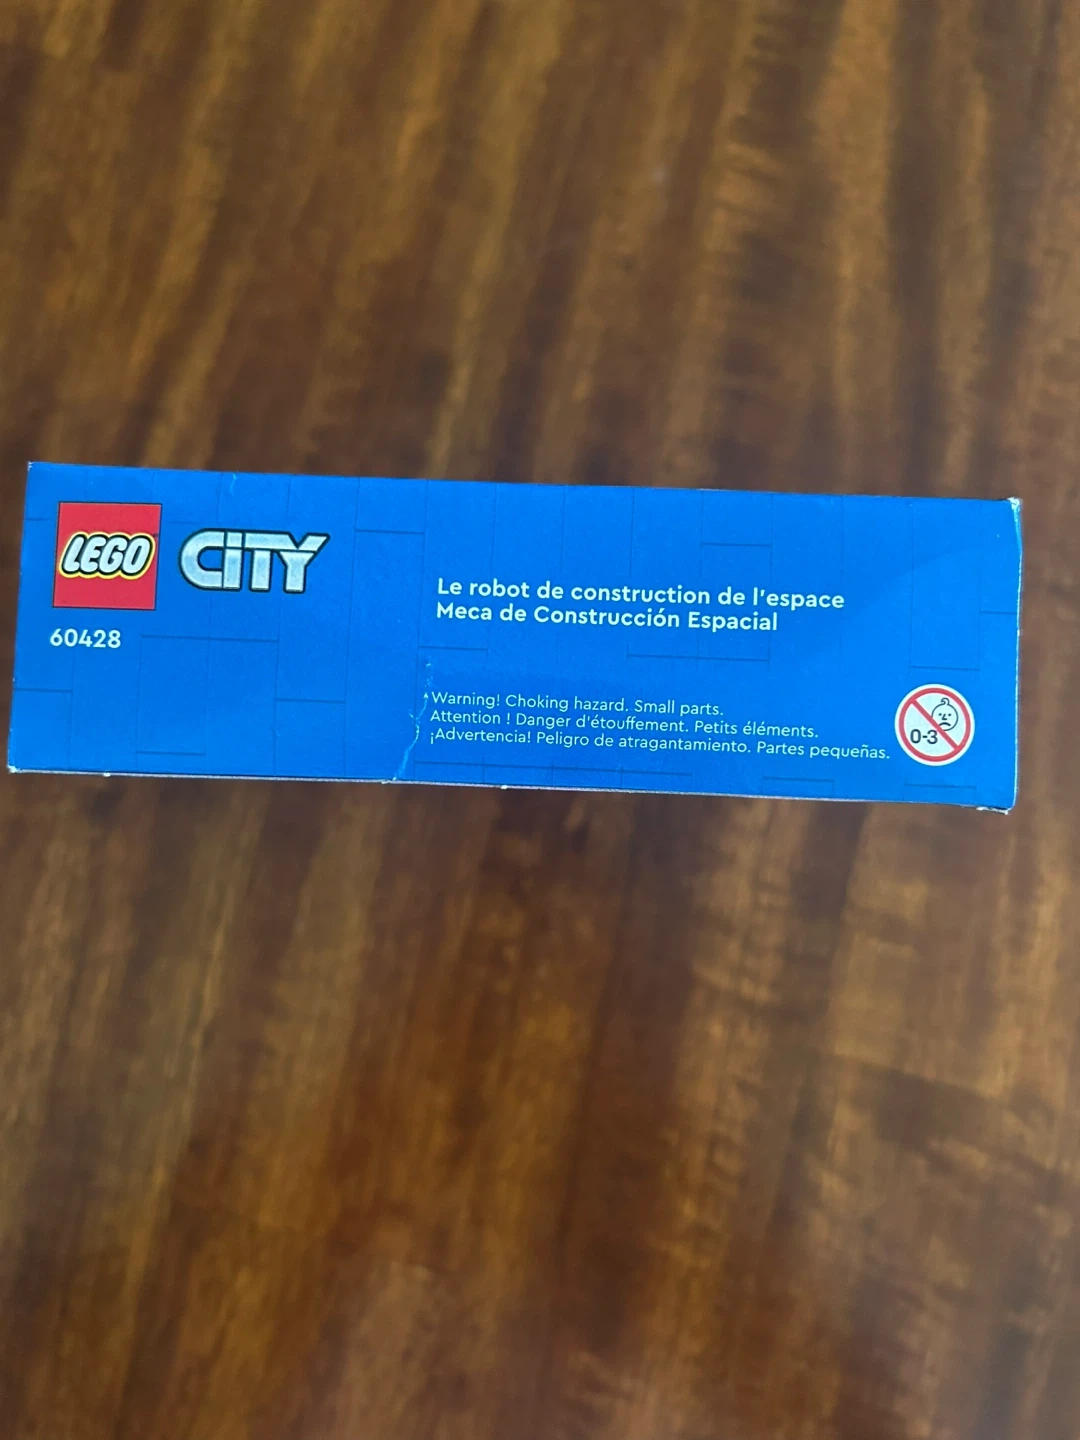 LEGO CITY
60428
Le robot de construction de l'espace
Meca de Construcción Espacial
Warning! Choking hazard. Small parts.
Attention ! Danger d'étouffement. Petits éléments.
¡Advertencia! Peligro de atragantamiento. Partes pequeñas.
0-3